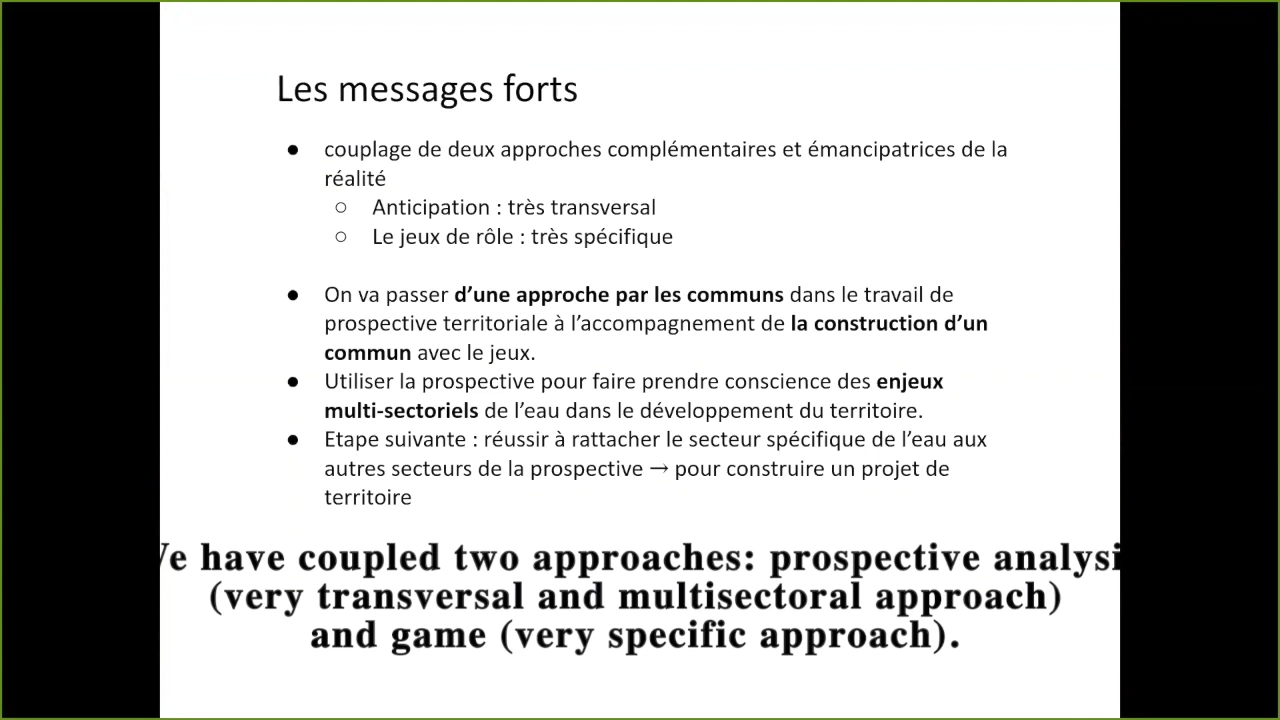 Les messages forts
● couplage de deux approches complémentaires et émancipatrices de la
réalité
○ Anticipation : très transversal
○ Le jeux de rôle : très spécifique
● On va passer d’une approche par les communs dans le travail de
prospective territoriale à l’accompagnement de la construction d’un
commun avec le jeux.
● Utiliser la prospective pour faire prendre conscience des enjeux
multi-sectoriels de l’eau dans le développement du territoire.
● Etape suivante : réussir à rattacher le secteur spécifique de l’eau aux
autres secteurs de la prospective → pour construire un projet de
territoire
have coupled two approaches: prospective
(very transversal and multisectoral approach)
and game (very specific approach).